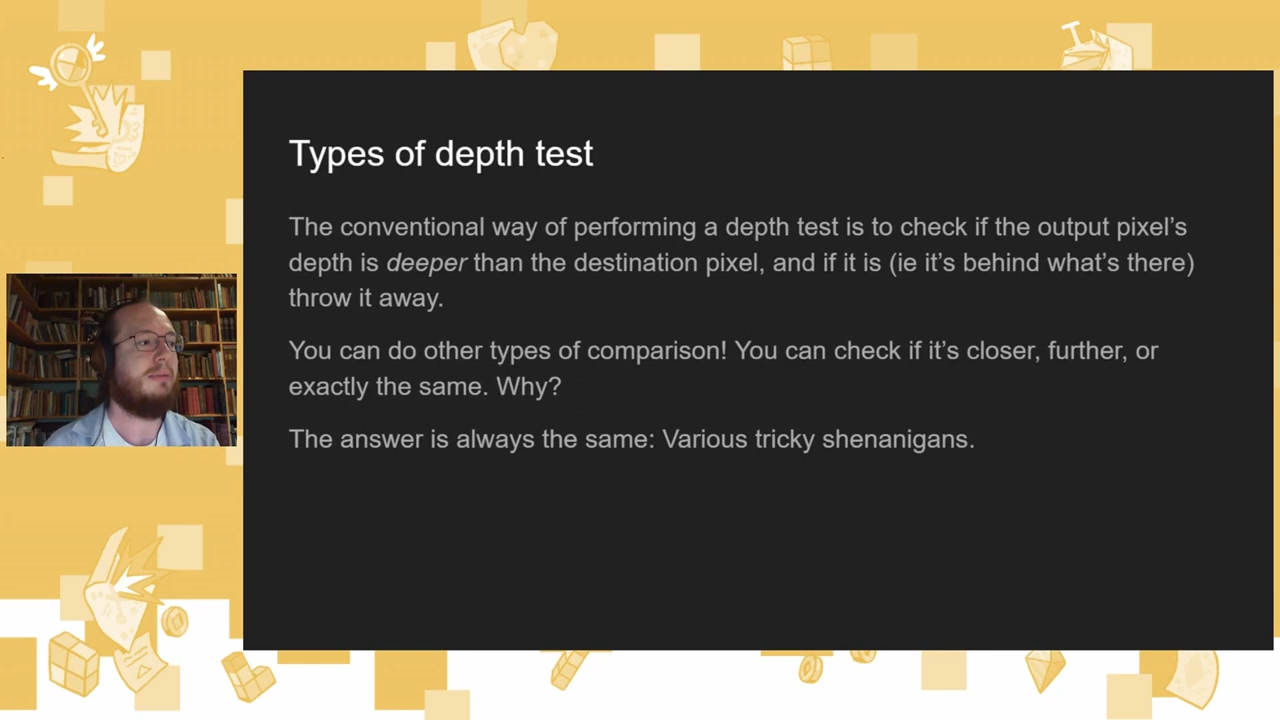 Types of depth test
The conventional way of performing a depth test is to check if the output pixel’s
depth is deeper than the destination pixel, and if it is (ie it’s behind what’s there)
throw it away.
You can do other types of comparison! You can check if it’s closer, further, or
exactly the same. Why?
The answer is always the same: Various tricky shenanigans.